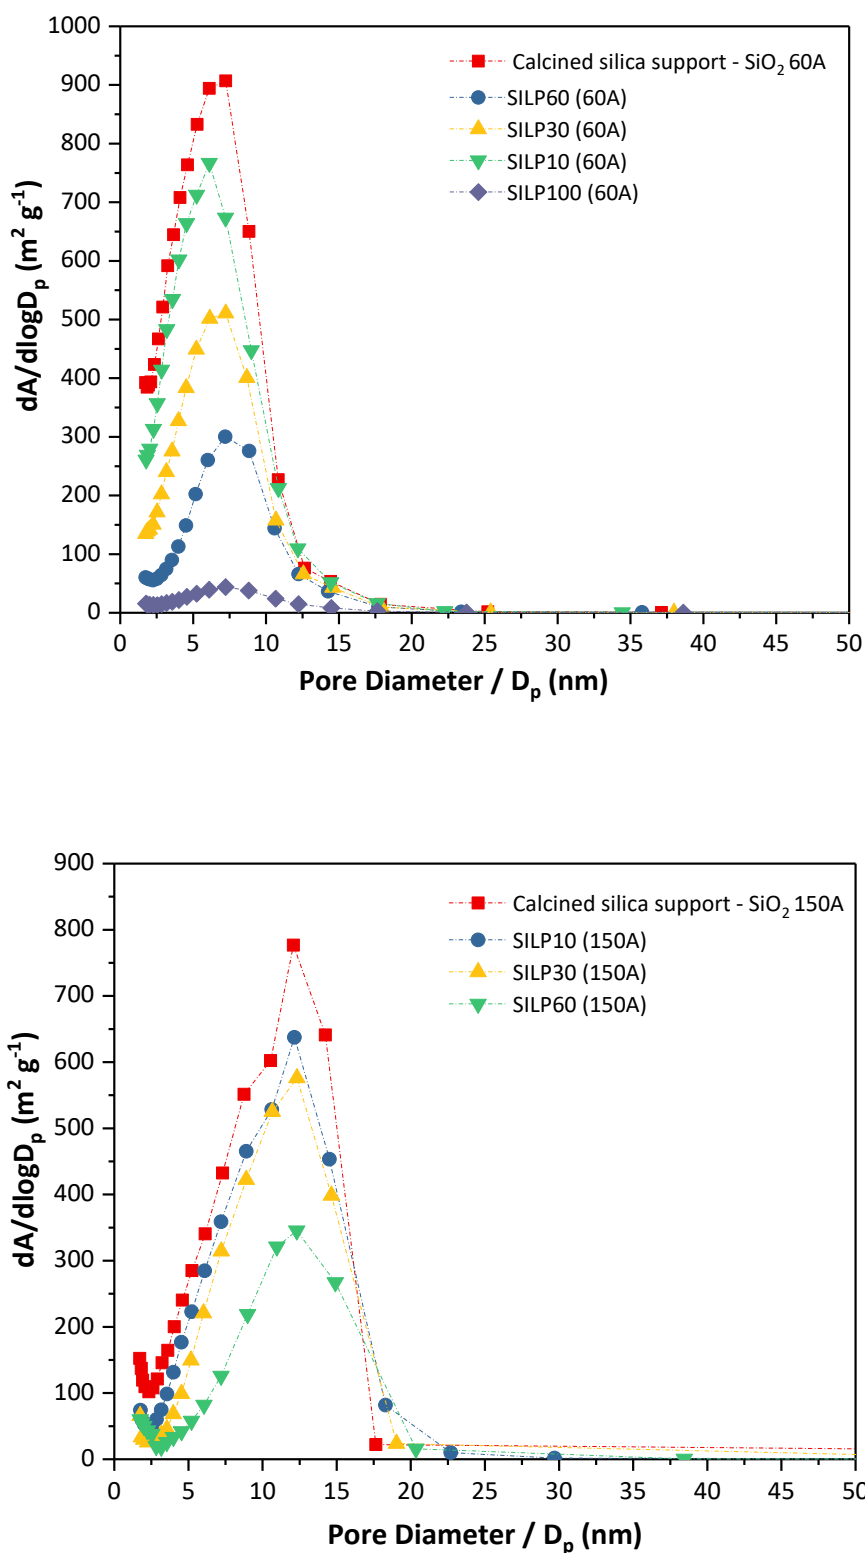 1000
900
800
700
600
500
400
300
200
100
0
dA/dlogDₚ (m² g⁻¹)
Calcined silica support - SiO₂ 60A
SILP60 (60A)
SILP30 (60A)
SILP10 (60A)
SILP100 (60A)
0 5 10 15 20 25 30 35 40 45 50
Pore Diameter / Dₚ (nm)
900
800
700
600
500
400
300
200
100
0
dA/dlogDₚ (m² g⁻¹)
Calcined silica support - SiO₂ 150A
SILP10 (150A)
SILP30 (150A)
SILP60 (150A)
0 5 10 15 20 25 30 35 40 45 50
Pore Diameter / Dₚ (nm)